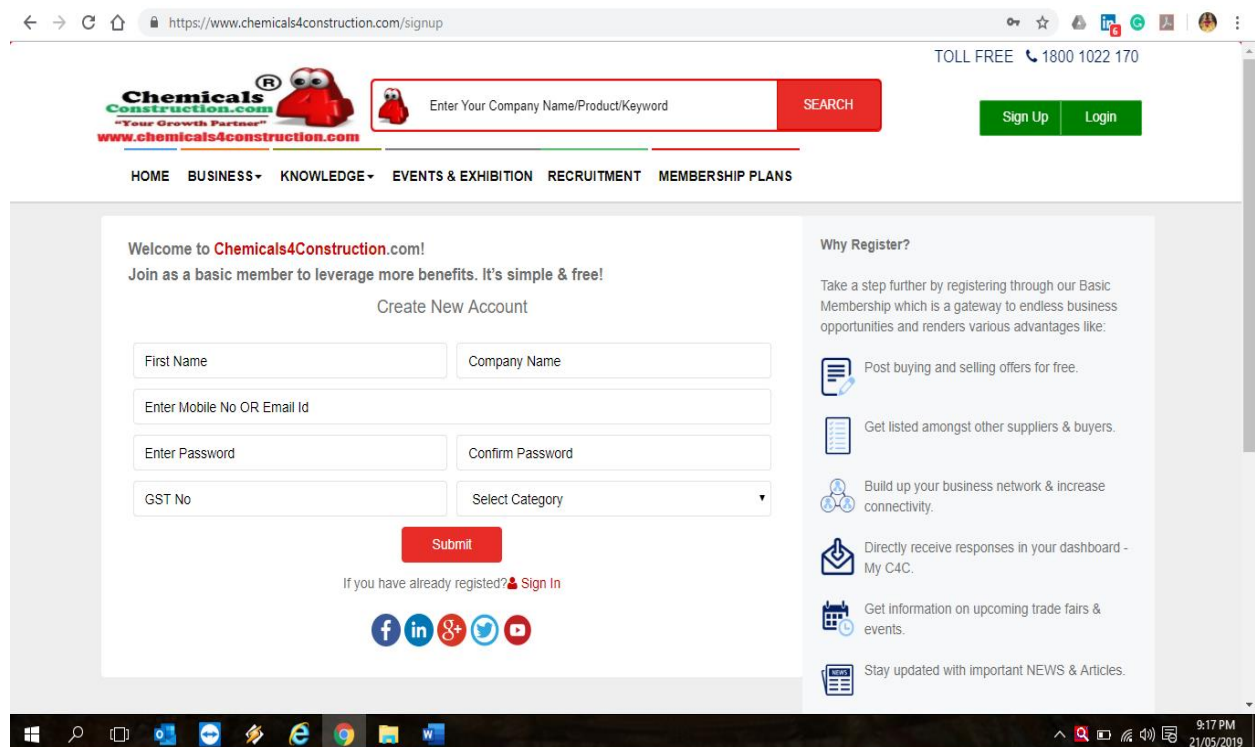 https://www.chemicals4construction.com/signup
6
TOLL FREE 1800 1022 170
Chemicals ®
Construction.com 4
"Your Growth Partner"
www.chemicals4construction.com
4
Enter Your Company Name/Product/Keyword
SEARCH
Sign Up
Login
HOME BUSINESS KNOWLEDGE EVENTS & EXHIBITION RECRUITMENT MEMBERSHIP PLANS
Welcome to Chemicals4Construction.com!
Join as a basic member to leverage more benefits. It's simple & free!
Create New Account
First Name
Company Name
Enter Mobile No OR Email Id
Enter Password
Confirm Password
GST No
Select Category
Submit
If you have already registed? Sign In
Why Register?
Take a step further by registering through our Basic
Membership which is a gateway to endless business
opportunities and renders various advantages like:
Post buying and selling offers for free.
Get listed amongst other suppliers & buyers.
Build up your business network & increase
connectivity.
Directly receive responses in your dashboard -
My C4C.
Get information on upcoming trade fairs &
events.
NEWS
Stay updated with important NEWS & Articles.
9:17 PM
21/05/2019